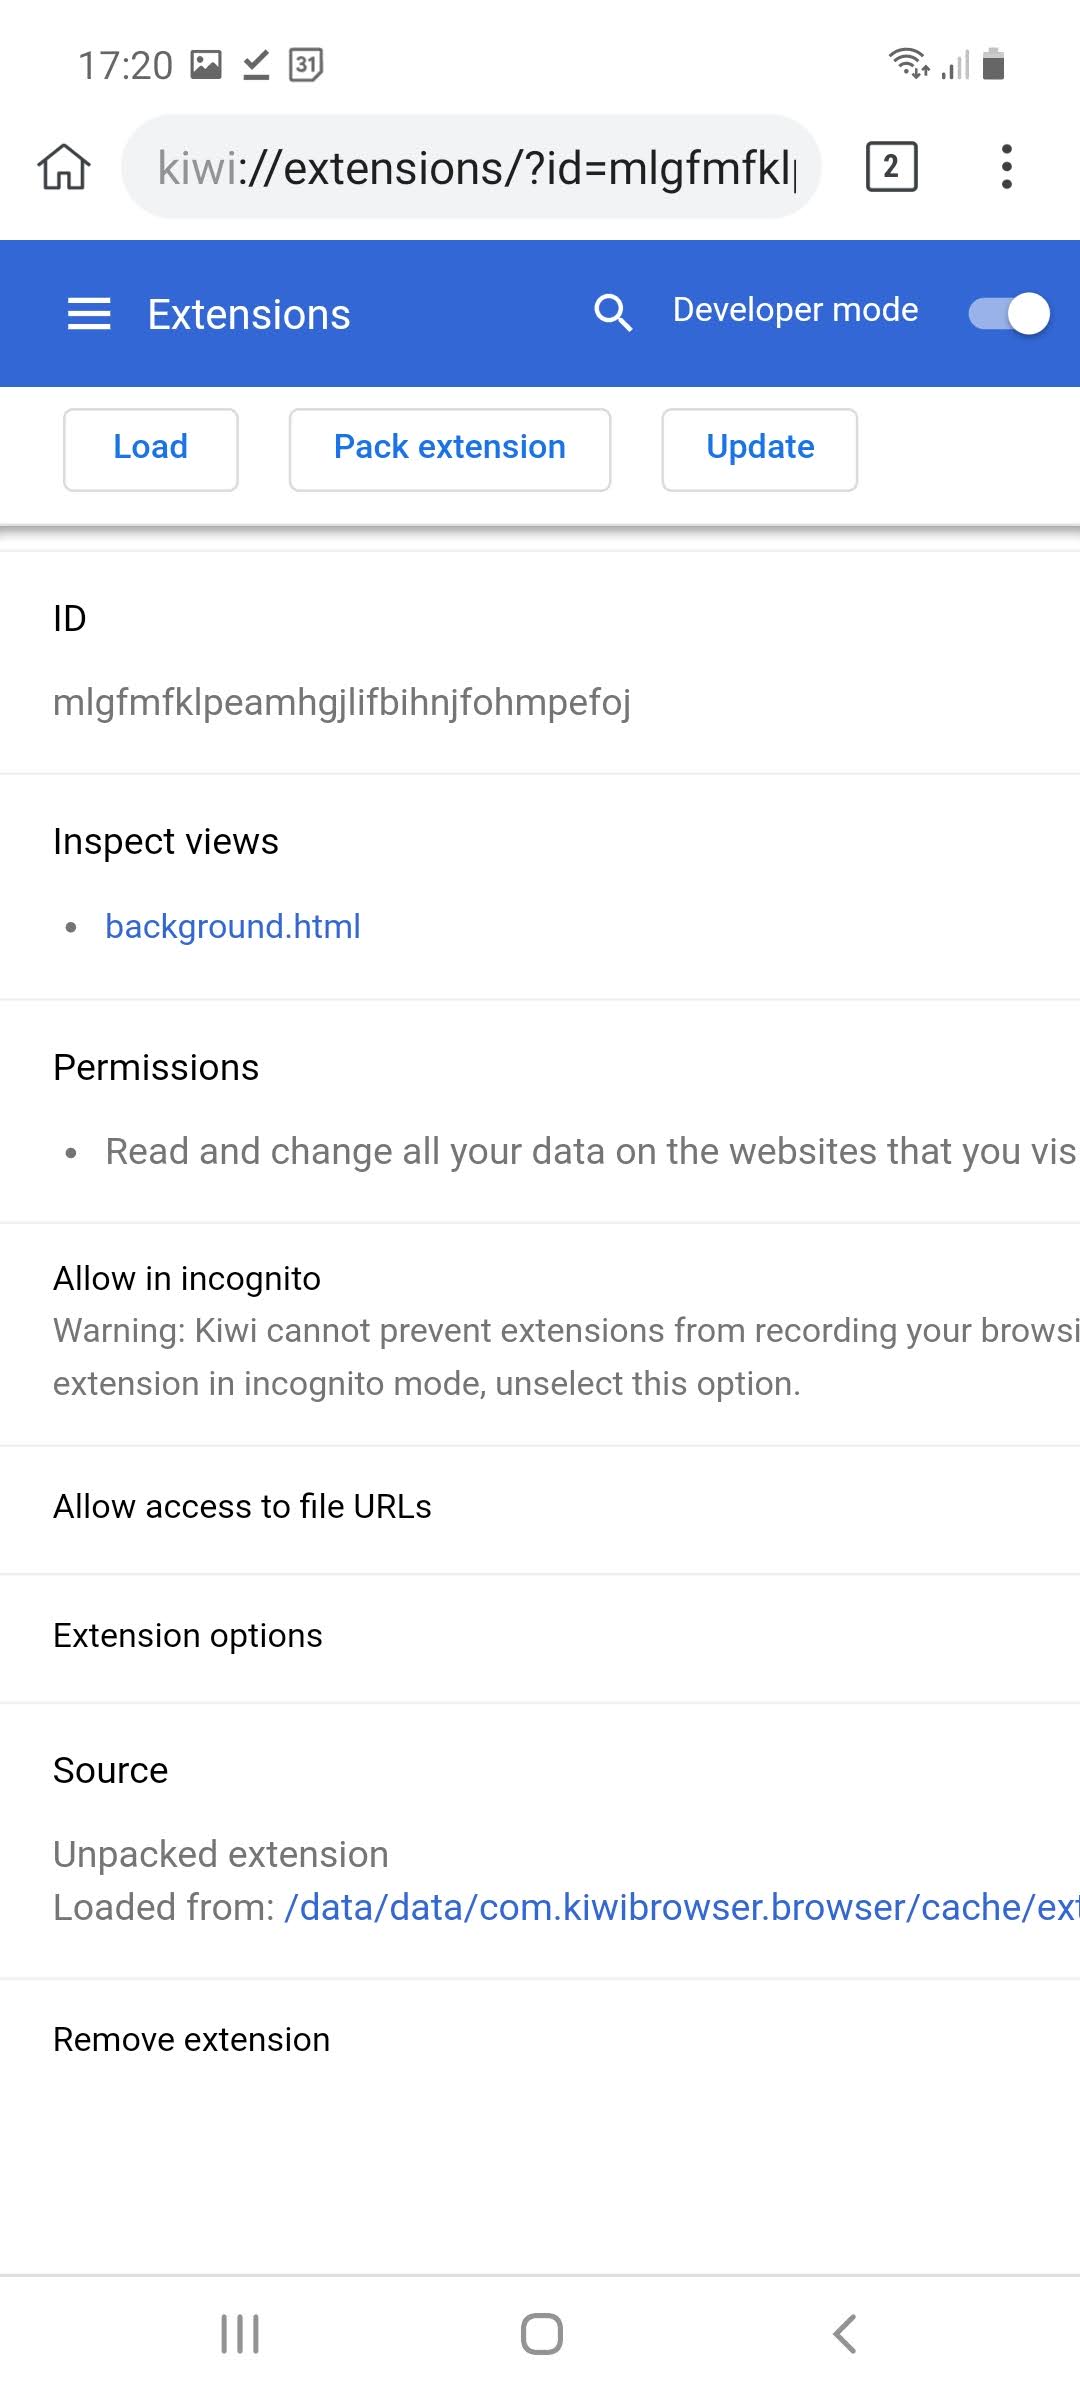 17:20 31
kiwi://extensions/?id=mlgfmfkl
2
Extensions
Developer mode
Load
Pack extension
Update
ID
mlgfmfklpeamhgjlifbihnjfohmpefoj
Inspect views
• background.html
Permissions
• Read and change all your data on the websites that you vis
Allow in incognito
Warning: Kiwi cannot prevent extensions from recording your browsi
extension in incognito mode, unselect this option.
Allow access to file URLs
Extension options
Source
Unpacked extension
Loaded from: /data/data/com.kiwibrowser.browser/cache/ext
Remove extension